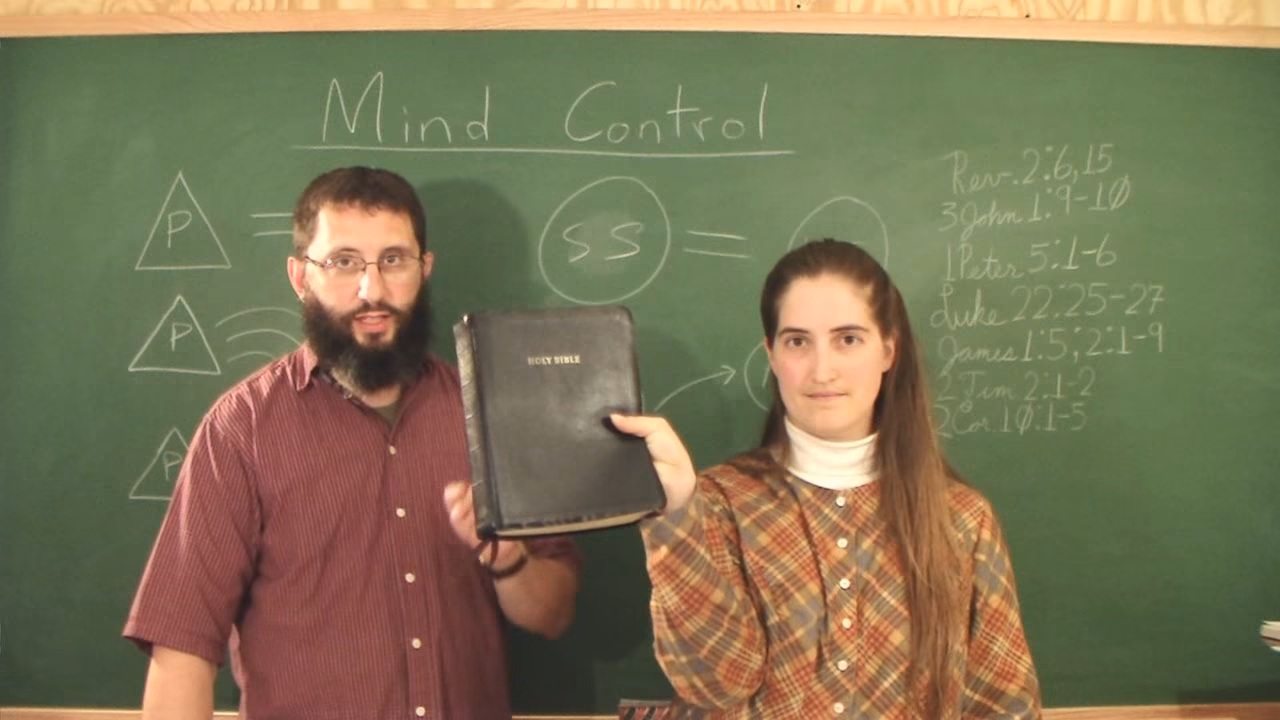 Mind Control
P =
SS =
P
P
HOLY BIBLE
Rev. 2:6,15
3 John 1:9-10
1 Peter 5:1-6
Luke 22:25-27
James 1:5; 2:1-9
2 Tim 2:1-2
2 Cor. 10:1-5